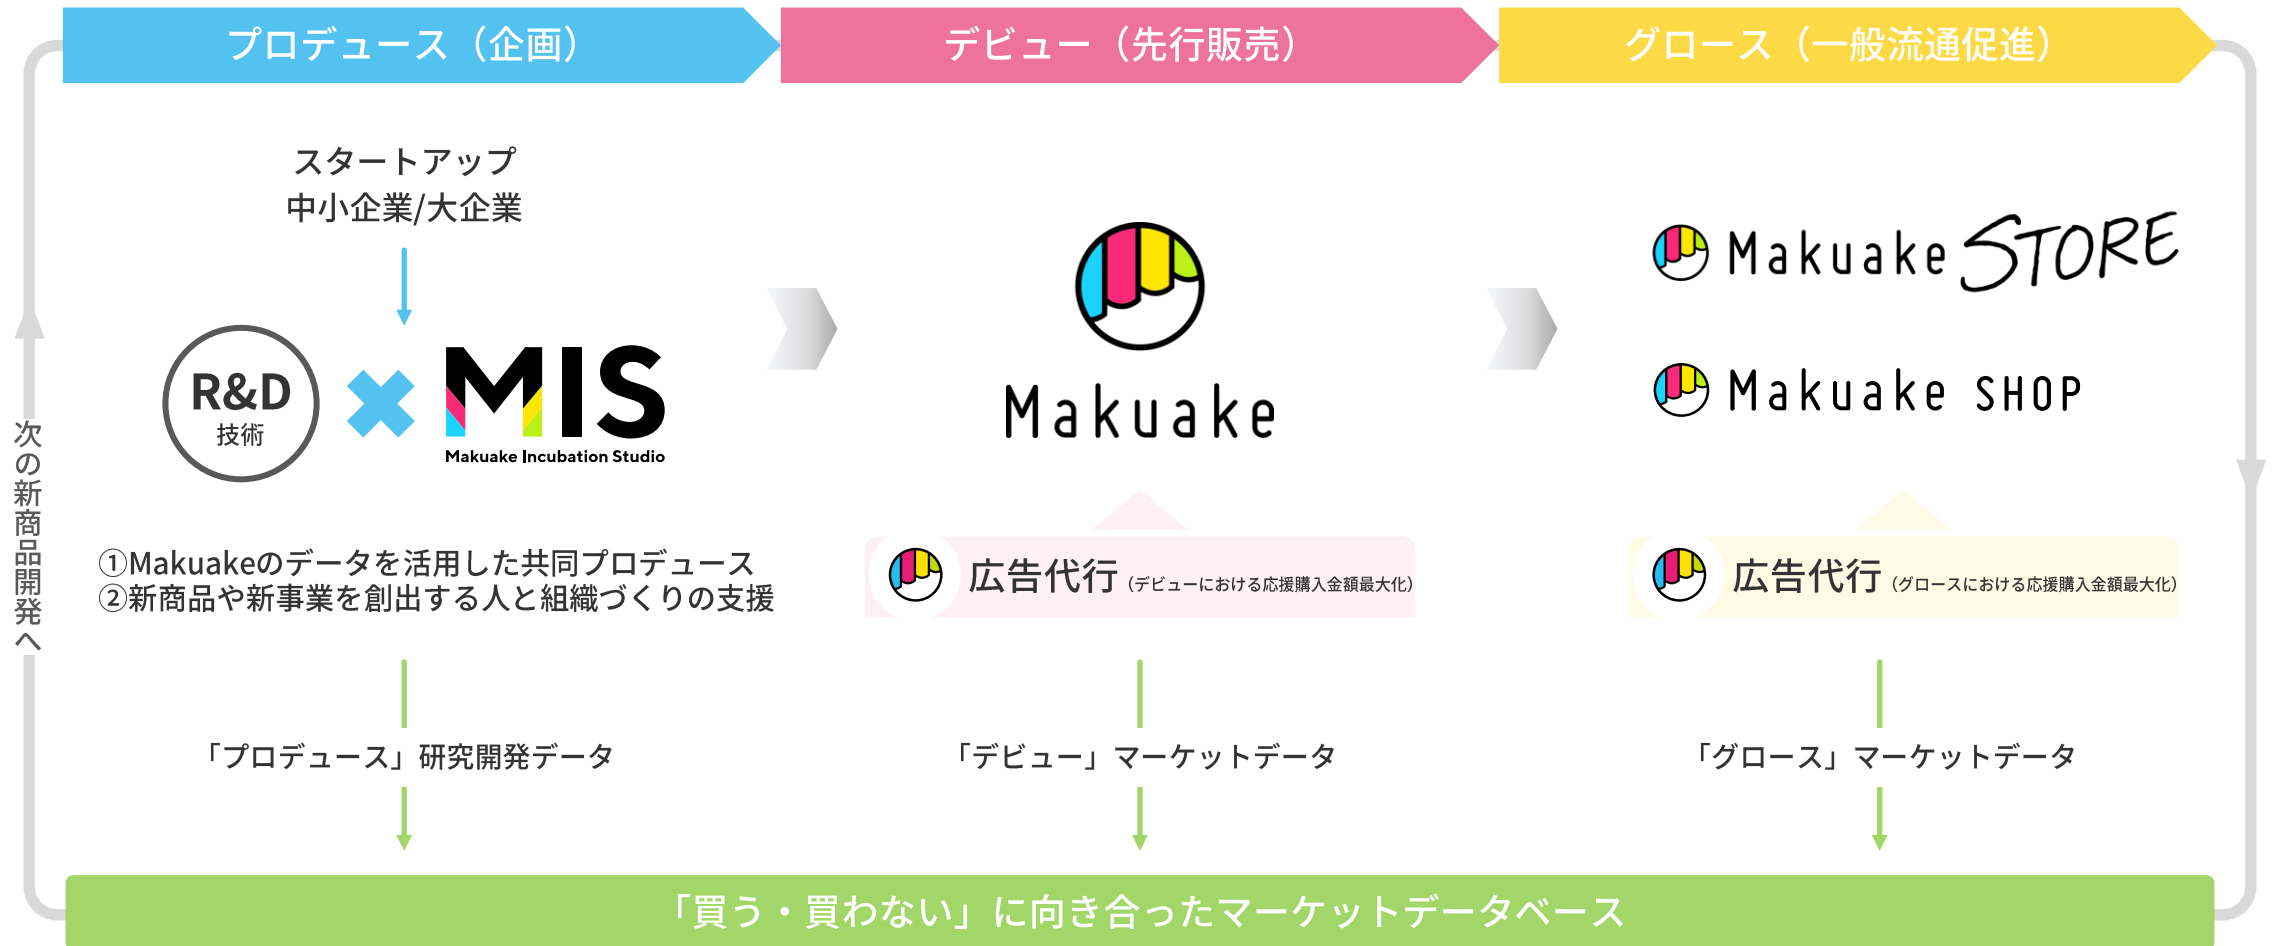 プロデュース（企画）
デビュー（先行販売）
グロース（一般流通促進）
スタートアップ
中小企業/大企業
R&D
技術
MIS
Makuake Incubation Studio
①Makuakeのデータを活用した共同プロデュース
②新商品や新事業を創出する人と組織づくりの支援
Makuake
広告代行（デビューにおける応援購入金額最大化）
Makuake STORE
Makuake SHOP
広告代行（グロースにおける応援購入金額最大化）
「プロデュース」研究開発データ
「デビュー」マーケットデータ
「グロース」マーケットデータ
「買う・買わない」に向き合ったマーケットデータベース
次の新商品開発へ